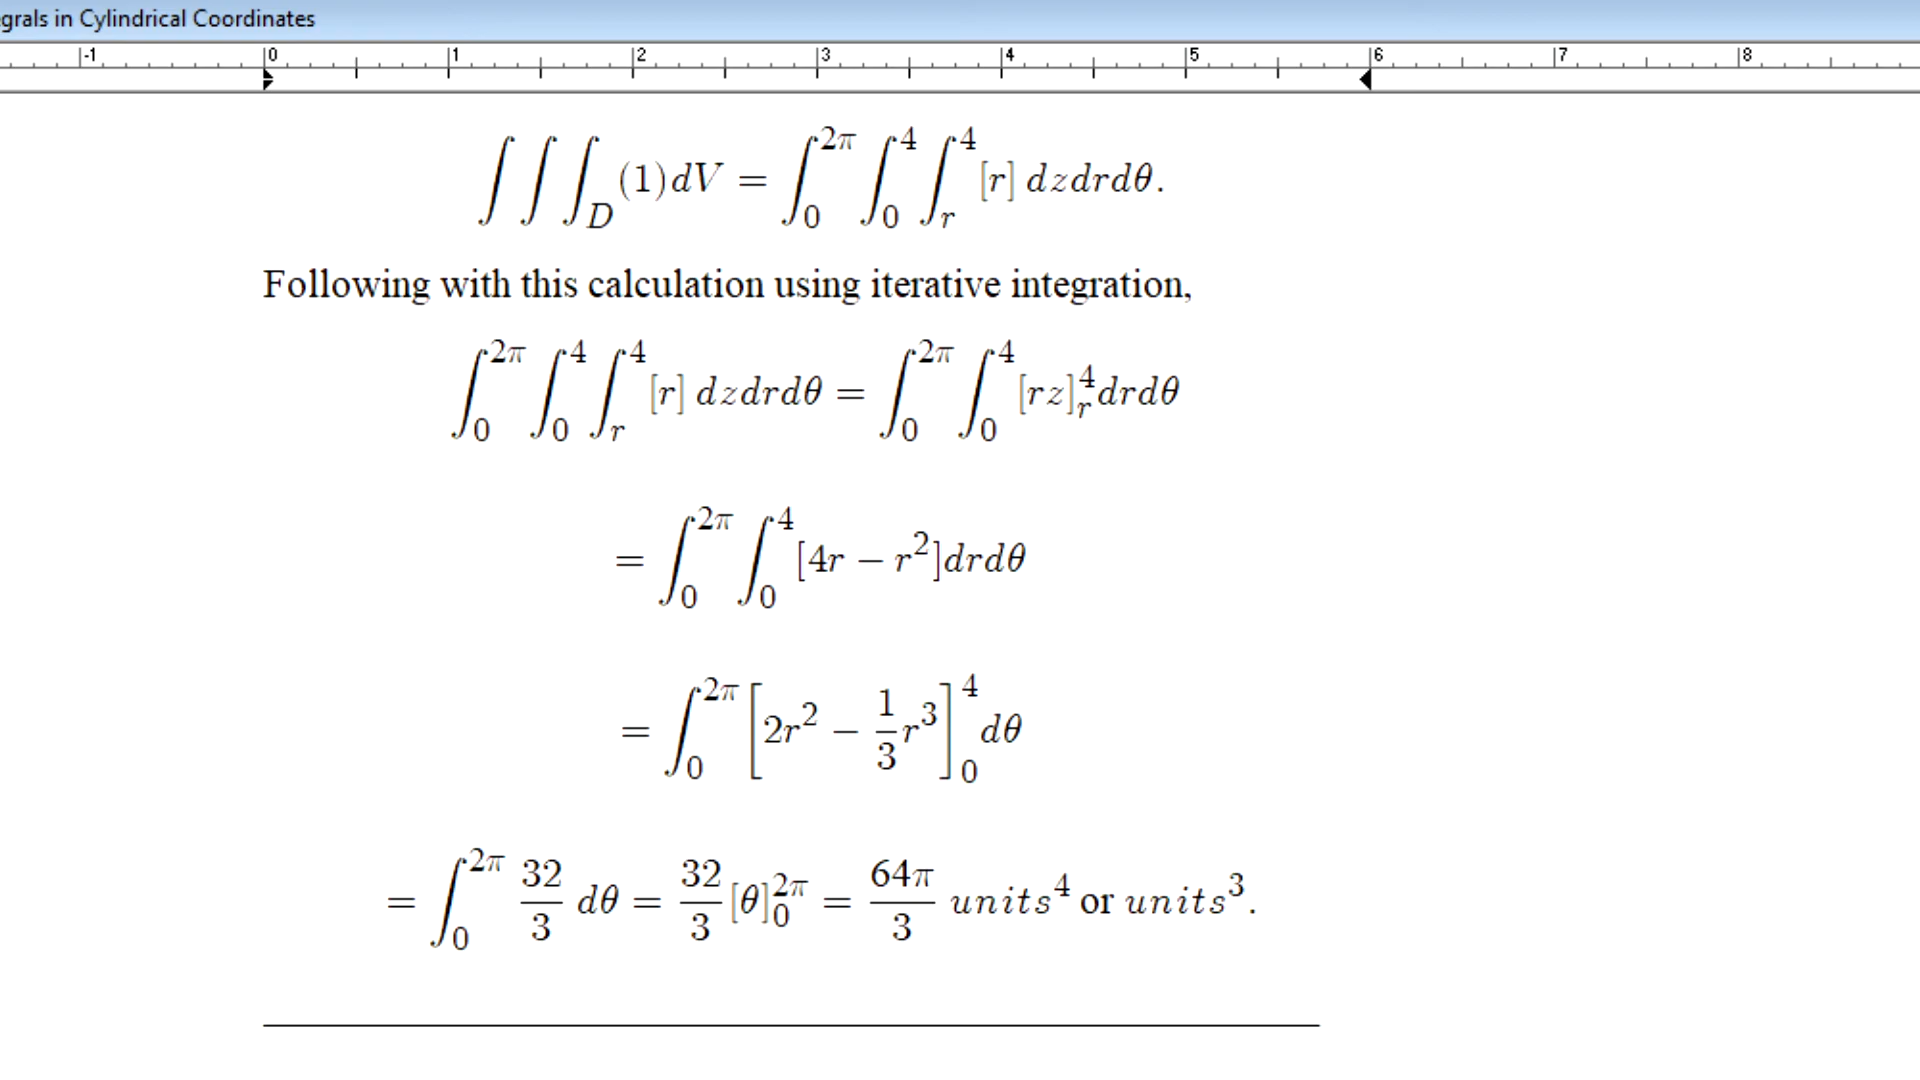 grals in Cylindrical Coordinates
-1 0 1 2 3 4 5 6 7 8
∫∫∫_D (1)dV = ∫_0^{2π} ∫_0^4 ∫_r^4 [r] dzdrdθ.
Following with this calculation using iterative integration,
∫_0^{2π} ∫_0^4 ∫_r^4 [r] dzdrdθ = ∫_0^{2π} ∫_0^4 [rz]_r^4 drdθ
= ∫_0^{2π} ∫_0^4 [4r − r^2]drdθ
= ∫_0^{2π} [2r^2 − \frac{1}{3}r^3]_0^4 dθ
= ∫_0^{2π} \frac{32}{3} dθ = \frac{32}{3}[θ]_0^{2π} = \frac{64π}{3} units^4 or units^3.